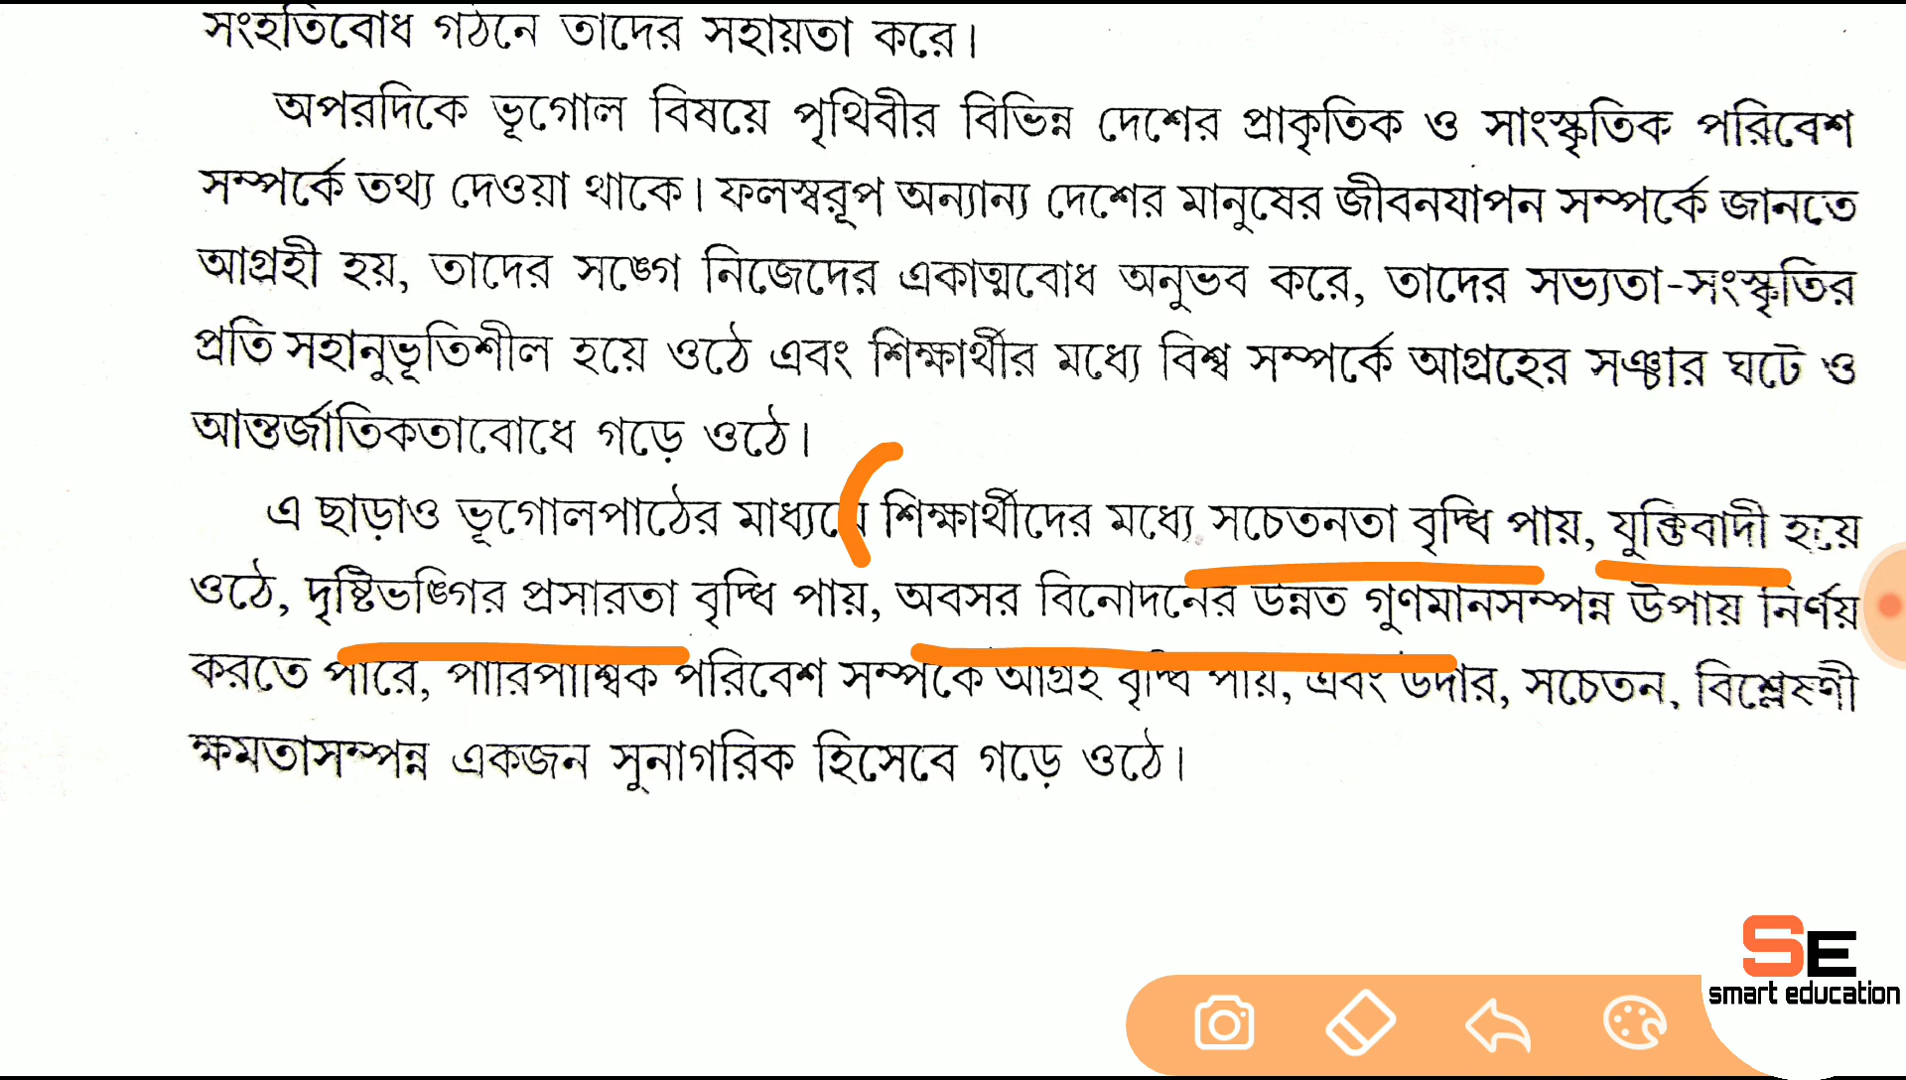 সংহতিবোধ গঠনে তাদের সহায়তা করে।
অপরদিকে ভূগোল বিষয়ে পৃথিবীর বিভিন্ন দেশের প্রাকৃতিক ও সাংস্কৃতিক পরিবেশ
সম্পর্কে তথ্য দেওয়া থাকে। ফলস্বরূপ অন্যান্য দেশের মানুষের জীবনযাপন সম্পর্কে জানতে
আগ্রহী হয়, তাদের সঙ্গে নিজেদের একাত্মবোধ অনুভব করে, তাদের সভ্যতা-সংস্কৃতির
প্রতি সহানুভূতিশীল হয়ে ওঠে এবং শিক্ষার্থীর মধ্যে বিশ্ব সম্পর্কে আগ্রহের সঞ্চার ঘটে ও
আন্তর্জাতিকতাবোধে গড়ে ওঠে।
এ ছাড়াও ভূগোলপাঠের মাধ্যমে শিক্ষার্থীদের মধ্যে সচেতনতা বৃদ্ধি পায়, যুক্তিবাদী হয়ে
ওঠে, দৃষ্টিভঙ্গির প্রসারতা বৃদ্ধি পায়, অবসর বিনোদনের উন্নত গুণমানসম্পন্ন উপায় নির্ণয়
করতে পারে, পারিপার্শ্বিক পরিবেশ সম্পর্কে আগ্রহ বৃদ্ধি পায়, এবং উদার, সচেতন, বিশ্লেষণী
ক্ষমতাসম্পন্ন একজন সুনাগরিক হিসেবে গড়ে ওঠে।
SE
smart education